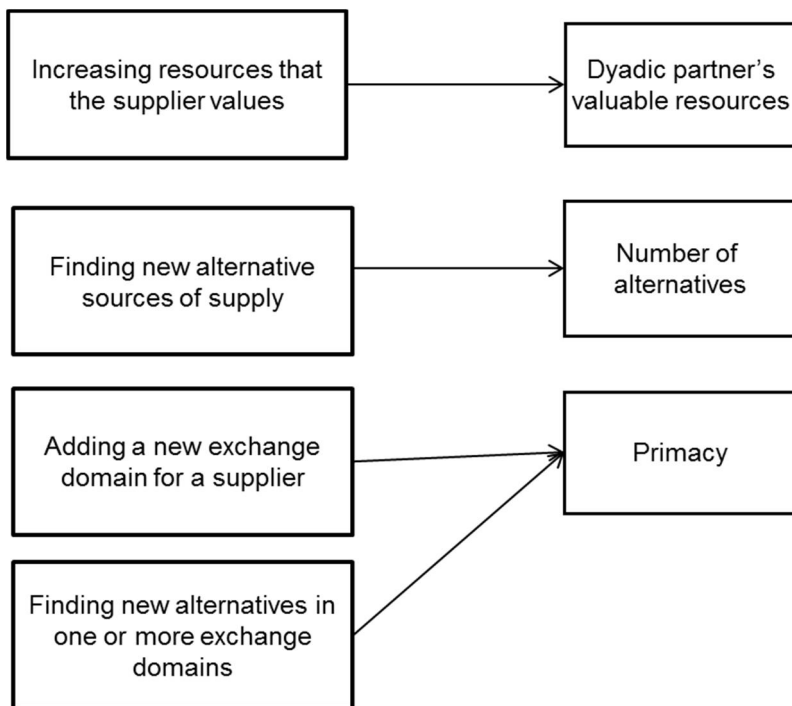 Increasing resources that
the supplier values
Dyadic partner's
valuable resources
Finding new alternative
sources of supply
Number of
alternatives
Adding a new exchange
domain for a supplier
Primacy
Finding new alternatives in
one or more exchange
domains